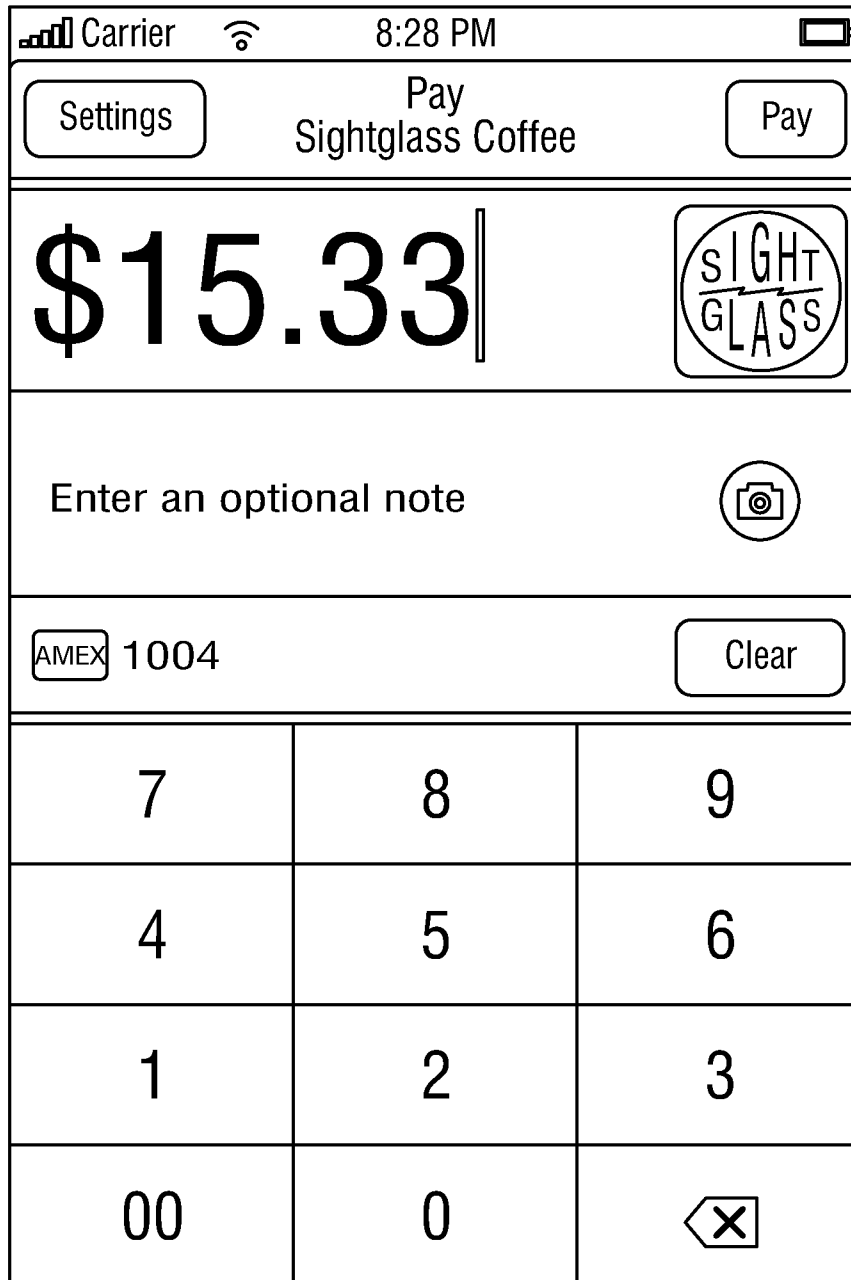 Carrier 8:28 PM
Settings Pay Pay
Sightglass Coffee
$15.33
SIGHT
GLASS
Enter an optional note
AMEX 1004 Clear
7 8 9
4 5 6
1 2 3
00 0